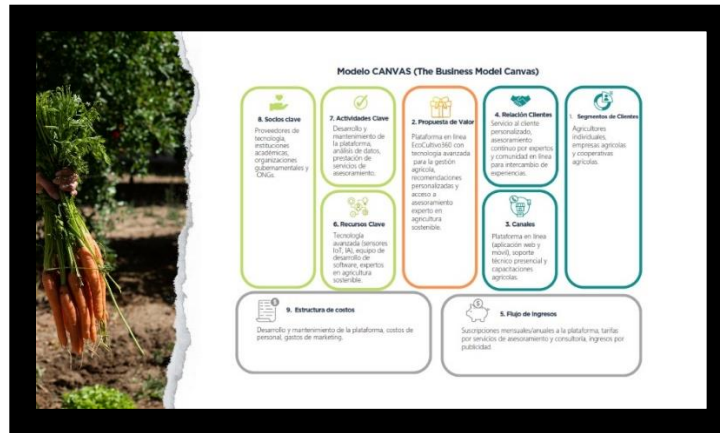 Modelo CANVAS (The Business Model Canvas)
8. Socios clave
Proveedores de
tecnología,
instituciones
académicas,
organizaciones
gubernamentales y
ONGs.
7. Actividades Clave
Desarrollo y
mantenimiento de
la plataforma,
análisis de datos,
prestación de
servicios de
asesoramiento.
6. Recursos Clave
Tecnología
avanzada (sensores
IoT, IA), equipo de
desarrollo de
software, expertos
en agricultura
sostenible.
2. Propuesta de Valor
Plataforma en línea
EcoCultivo360 con
tecnología avanzada
para la gestión
agrícola,
recomendaciones
personalizadas y
acceso a
asesoramiento
experto en
agricultura
sostenible.
4. Relación Clientes
Servicio al cliente
personalizado,
asesoramiento
continuo por expertos
y comunidad en línea
para intercambio de
experiencias.
3. Canales
Plataforma en línea
(aplicación web y
móvil), soporte
técnico presencial y
capacitaciones
agrícolas.
1. Segmentos de Clientes
Agricultores
individuales,
empresas agrícolas
y cooperativas
agrícolas.
9. Estructura de costos
Desarrollo y mantenimiento de la plataforma, costos de
personal, gastos de marketing.
5. Flujo de ingresos
Suscripciones mensuales/anuales a la plataforma, tarifas
por servicios de asesoramiento y consultoría, ingresos por
publicidad.